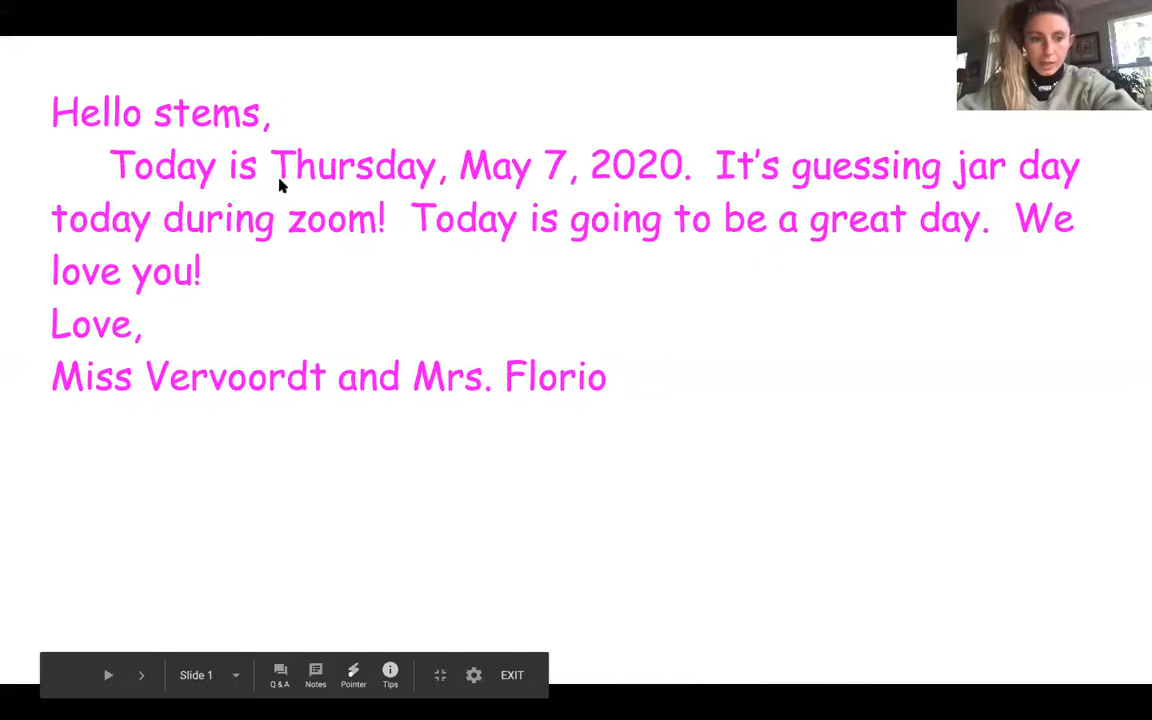 Hello stems,
Today is Thursday, May 7, 2020. It's guessing jar day
today during zoom! Today is going to be a great day. We
love you!
Love,
Miss Vervoordt and Mrs. Florio
Slide 1
Q & A
Notes
Pointer
Tips
EXIT